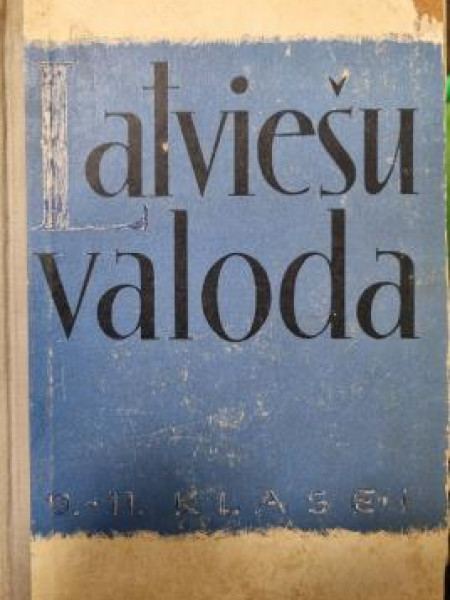 Latviešu
valoda
9.-11. KLASEI